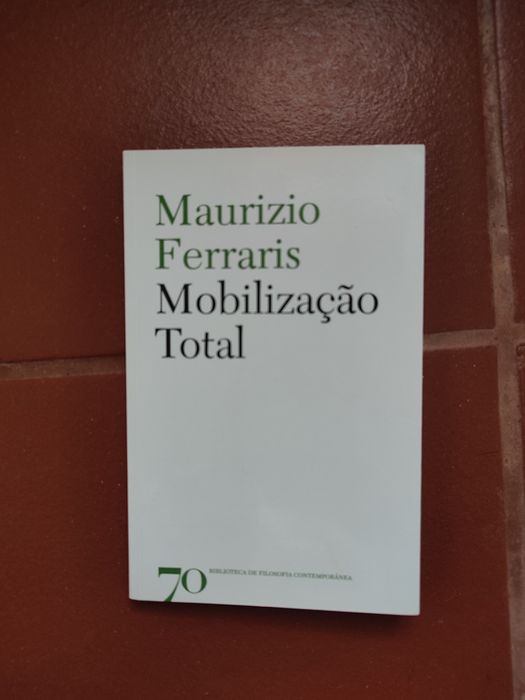 Maurizio
Ferraris
Mobilização
Total
70 BIBLIOTECA DE FILOSOFIA CONTEMPORÂNEA